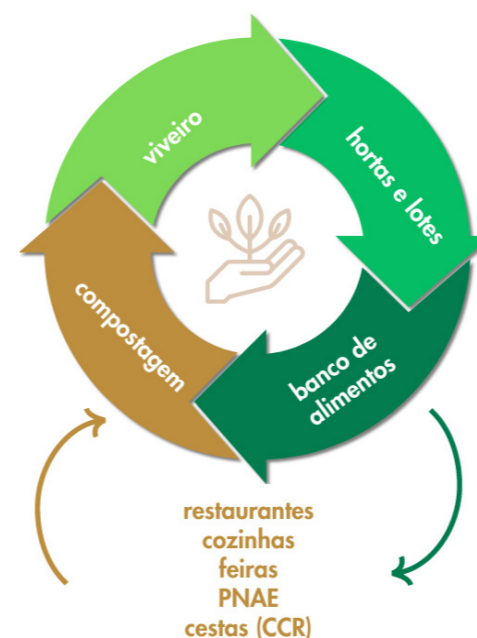 viveiro
hortas e lotes
banco de
alimentos
compostagem
restaurantes
cozinhas
feiras
PNAE
cestas (CCR)